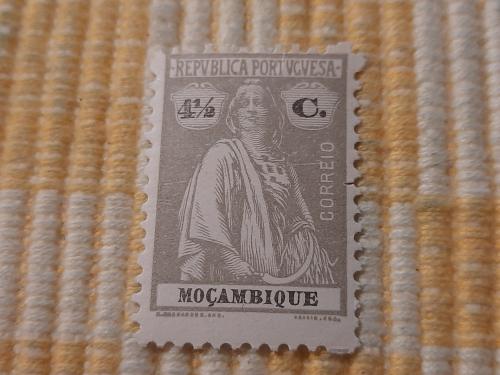 REPVBLICA PORTVGVESA
4½ C.
CORREIO
MOÇAMBIQUE